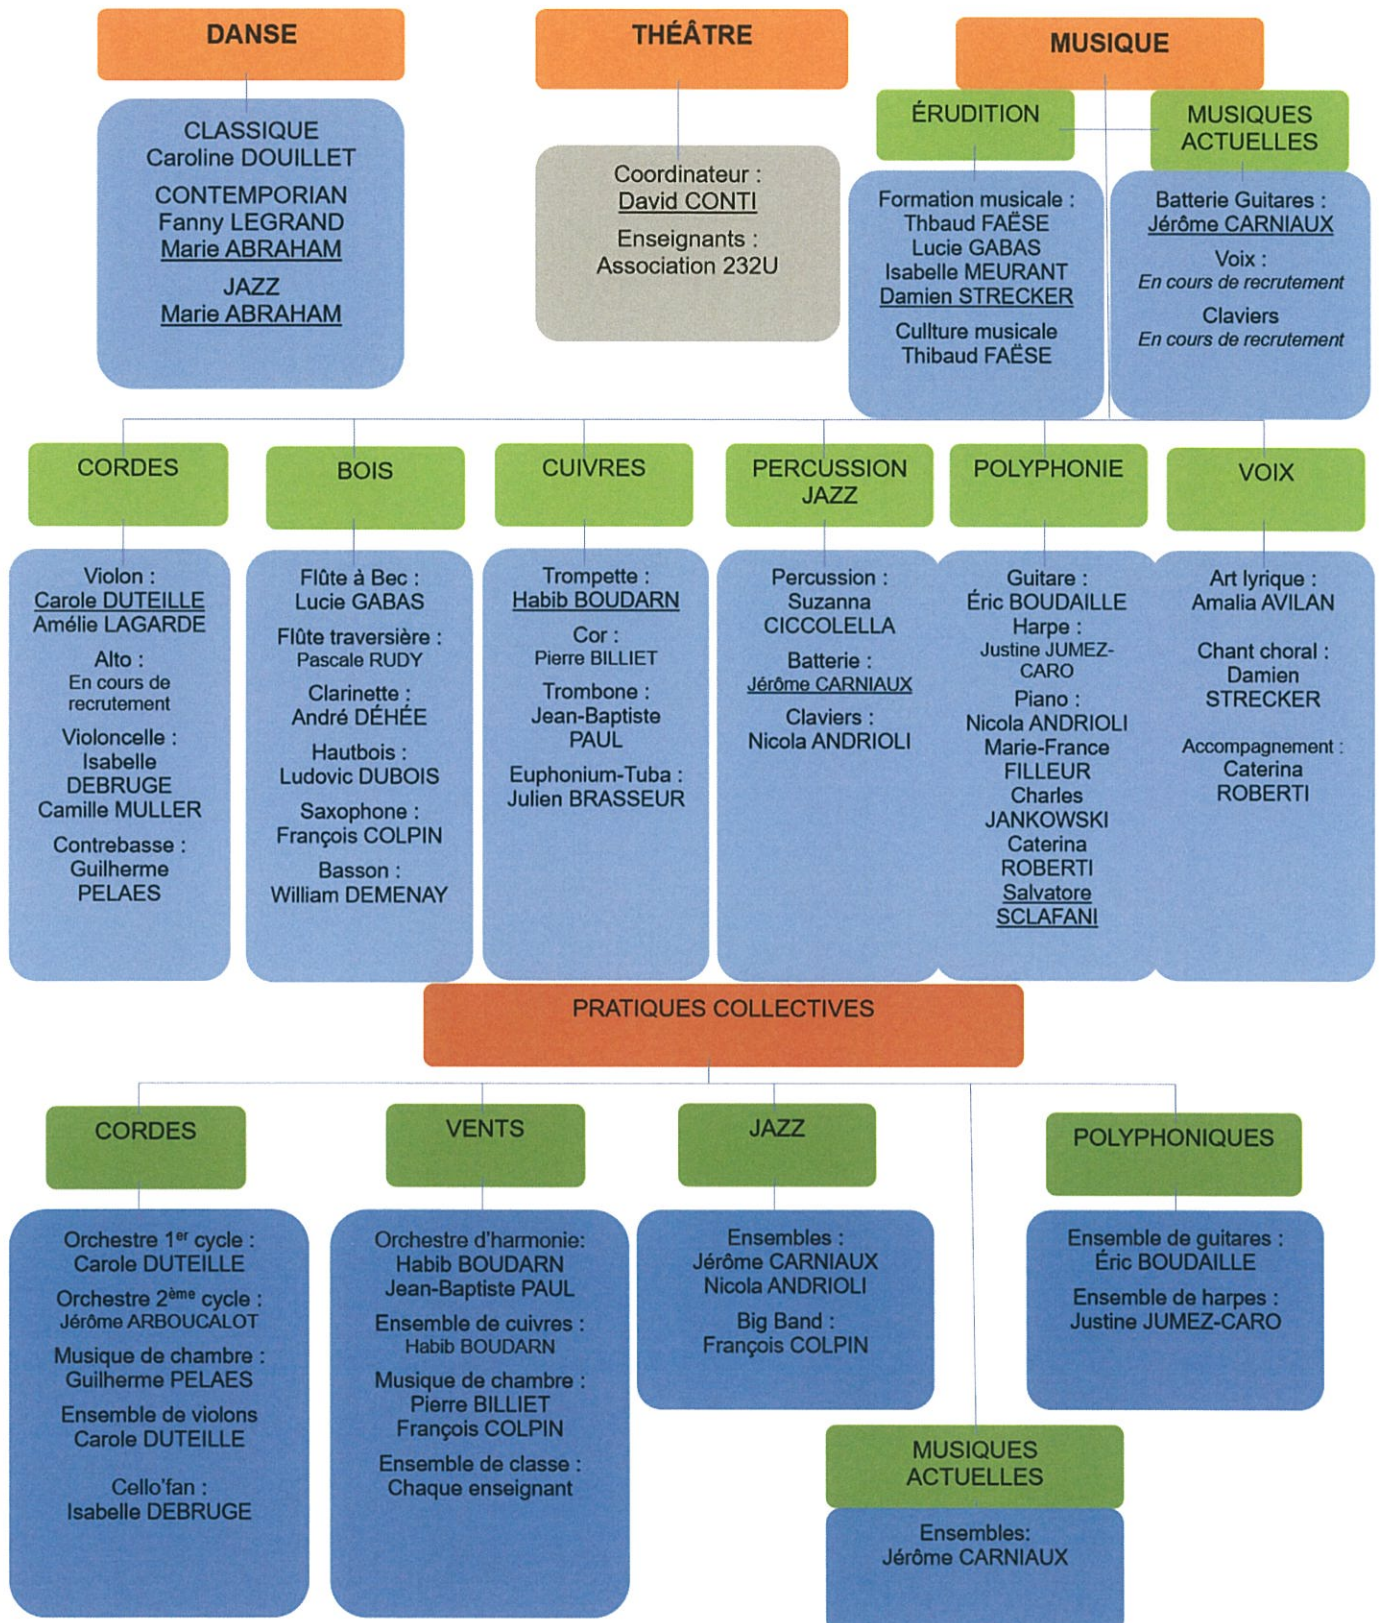 DANSE
CLASSIQUE
Caroline DOUILLET
CONTEMPORIAN
Fanny LEGRAND
Marie ABRAHAM
JAZZ
Marie ABRAHAM
THÉÂTRE
Coordinateur :
David CONTI
Enseignants :
Association 232U
MUSIQUE
ÉRUDITION
Formation musicale :
Thbaud FAËSE
Lucie GABAS
Isabelle MEURANT
Damien STRECKER
Cullture musicale
Thibaud FAËSE
MUSIQUES
ACTUELLES
Batterie Guitares :
Jérôme CARNIAUX
Voix :
En cours de recrutement
Claviers
En cours de recrutement
CORDES
Violon :
Carole DUTEILLE
Amélie LAGARDE
Alto :
En cours de
recrutement
Violoncelle :
Isabelle
DEBRUGE
Camille MULLER
Contrebasse :
Guilherme
PELAES
BOIS
Flûte à Bec :
Lucie GABAS
Flûte traversière :
Pascale RUDY
Clarinette :
André DÉHÉE
Hautbois :
Ludovic DUBOIS
Saxophone :
François COLPIN
Basson :
William DEMENAY
CUIVRES
Trompette :
Habib BOUDARN
Cor :
Pierre BILLIET
Trombone :
Jean-Baptiste
PAUL
Euphonium-Tuba :
Julien BRASSEUR
PERCUSSION
JAZZ
Percussion :
Suzanna
CICCOLELLA
Batterie :
Jérôme CARNIAUX
Claviers :
Nicola ANDRIOLI
POLYPHONIE
Guitare :
Éric BOUDAILLE
Harpe :
Justine JUMEZ-
CARO
Piano :
Nicola ANDRIOLI
Marie-France
FILLEUR
Charles
JANKOWSKI
Caterina
ROBERTI
Salvatore
SCLAFANI
VOIX
Art lyrique :
Amalia AVILAN
Chant choral :
Damien
STRECKER
Accompagnement :
Caterina
ROBERTI
PRATIQUES COLLECTIVES
CORDES
Orchestre 1er cycle :
Carole DUTEILLE
Orchestre 2ème cycle :
Jérôme ARBOUCALOT
Musique de chambre :
Guilherme PELAES
Ensemble de violons
Carole DUTEILLE
Cello'fan :
Isabelle DEBRUGE
VENTS
Orchestre d'harmonie:
Habib BOUDARN
Jean-Baptiste PAUL
Ensemble de cuivres :
Habib BOUDARN
Musique de chambre :
Pierre BILLIET
François COLPIN
Ensemble de classe :
Chaque enseignant
JAZZ
Ensembles :
Jérôme CARNIAUX
Nicola ANDRIOLI
Big Band :
François COLPIN
POLYPHONIQUES
Ensemble de guitares :
Éric BOUDAILLE
Ensemble de harpes :
Justine JUMEZ-CARO
MUSIQUES
ACTUELLES
Ensembles:
Jérôme CARNIAUX